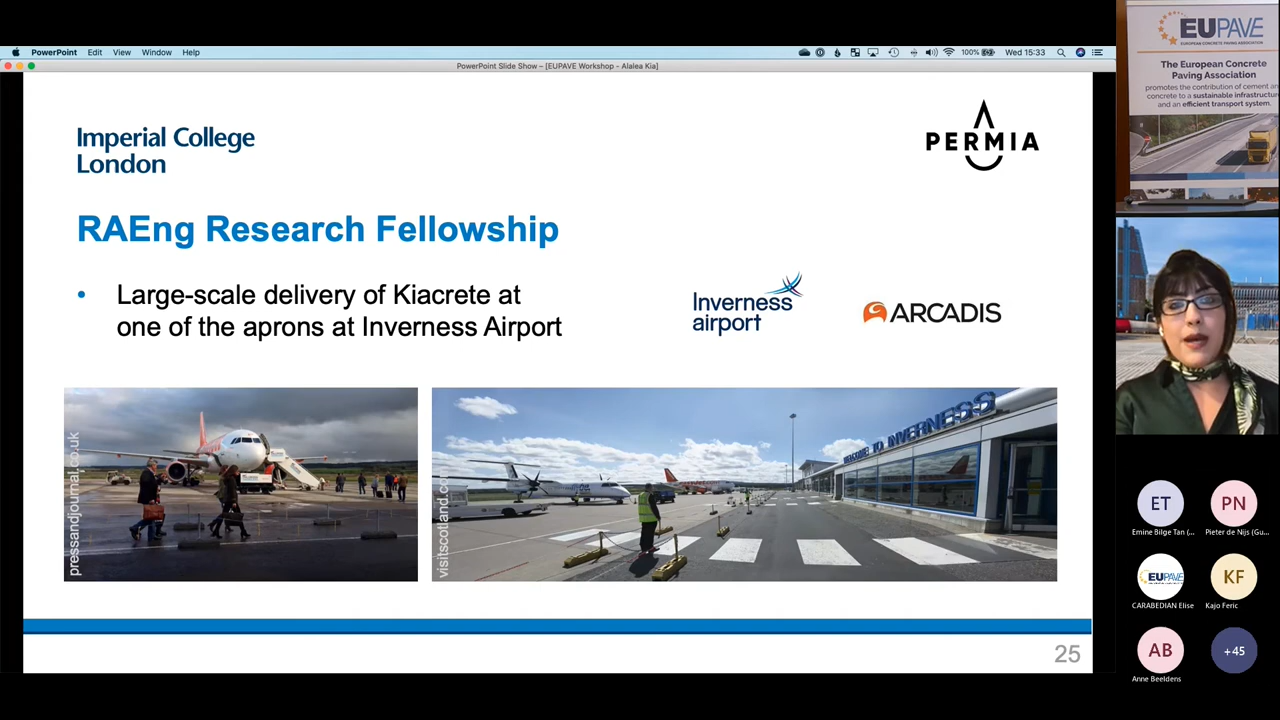 PowerPoint Edit View Window Help
100% Wed 15:33
PowerPoint Slide Show – [EUPAVE Workshop - Alalea Kia]
Imperial College
London
PERMIA
RAEng Research Fellowship
• Large-scale delivery of Kiacrete at
one of the aprons at Inverness Airport
Inverness
airport
ARCADIS
pressandjournal.co.uk
visitscotland.co
WELCOME TO INVERNESS
25
EUPAVE
EUROPEAN CONCRETE PAVING ASSOCIATION
The European Concrete
Paving Association
promotes the contribution of cement an
concrete to a sustainable infrastructur
and an efficient transport system.
ET
Emine Bilge Tan (...
PN
Pieter de Nijs (Gu...
EUPAVE
CARABEDIAN Elise
KF
Kajo Feric
AB
Anne Beeldens
+45